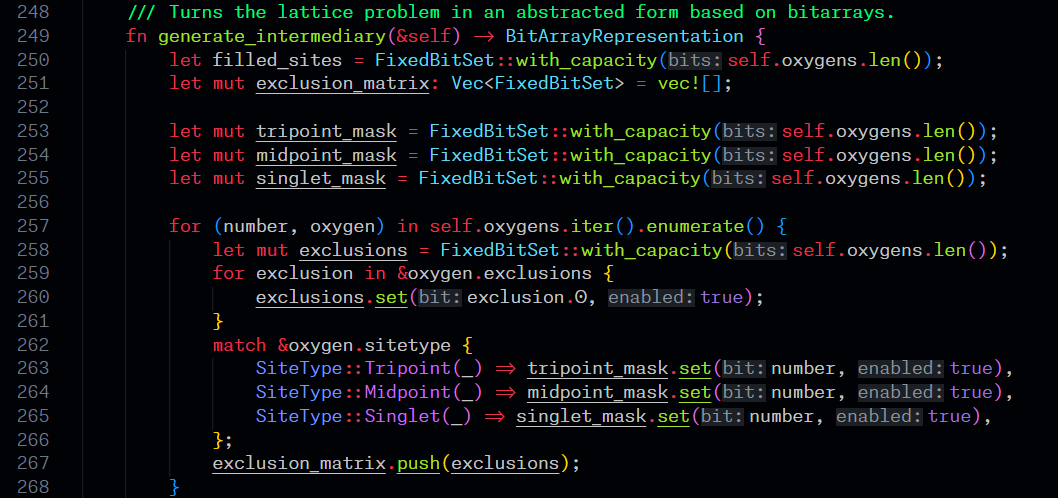 248 /// Turns the lattice problem in an abstracted form based on bitarrays.
249 fn generate_intermediary(&self) → BitArrayRepresentation {
250 let filled_sites = FixedBitSet::with_capacity(bits: self.oxygens.len());
251 let mut exclusion_matrix: Vec<FixedBitSet> = vec![];
252
253 let mut tripoint_mask = FixedBitSet::with_capacity(bits: self.oxygens.len());
254 let mut midpoint_mask = FixedBitSet::with_capacity(bits: self.oxygens.len());
255 let mut singlet_mask = FixedBitSet::with_capacity(bits: self.oxygens.len());
256
257 for (number, oxygen) in self.oxygens.iter().enumerate() {
258 let mut exclusions = FixedBitSet::with_capacity(bits: self.oxygens.len());
259 for exclusion in &oxygen.exclusions {
260 exclusions.set(bit: exclusion.0, enabled: true);
261 }
262 match &oxygen.sitetype {
263 SiteType::Tripoint(_) ⇒ tripoint_mask.set(bit: number, enabled: true),
264 SiteType::Midpoint(_) ⇒ midpoint_mask.set(bit: number, enabled: true),
265 SiteType::Singlet(_) ⇒ singlet_mask.set(bit: number, enabled: true),
266 };
267 exclusion_matrix.push(exclusions);
268 }